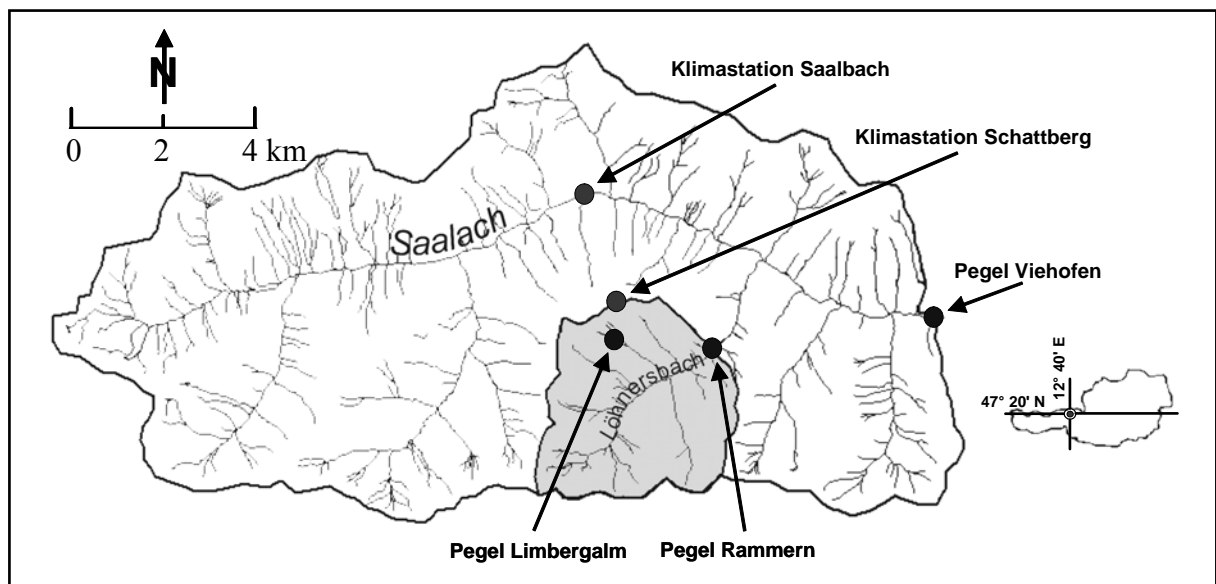 Klimastation Saalbach
N
0 2 4 km
Klimastation Schattberg
Saalach
Pegel Viehofen
Löhnersbach
12° 40' E
47° 20' N
Pegel Limbergalm
Pegel Rammern